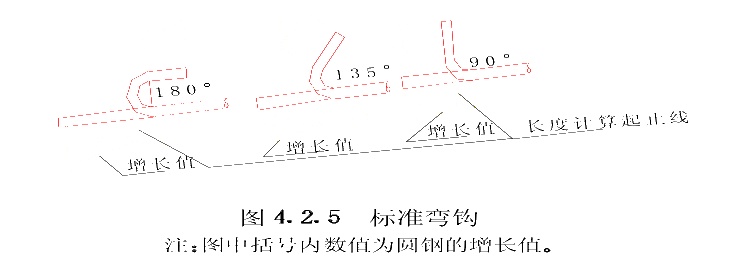 180°
135°
90°
增长值
增长值
增长值
长度计算起止线
图4.2.5 标准弯钩
注:图中括号内数值为圆钢的增长值。